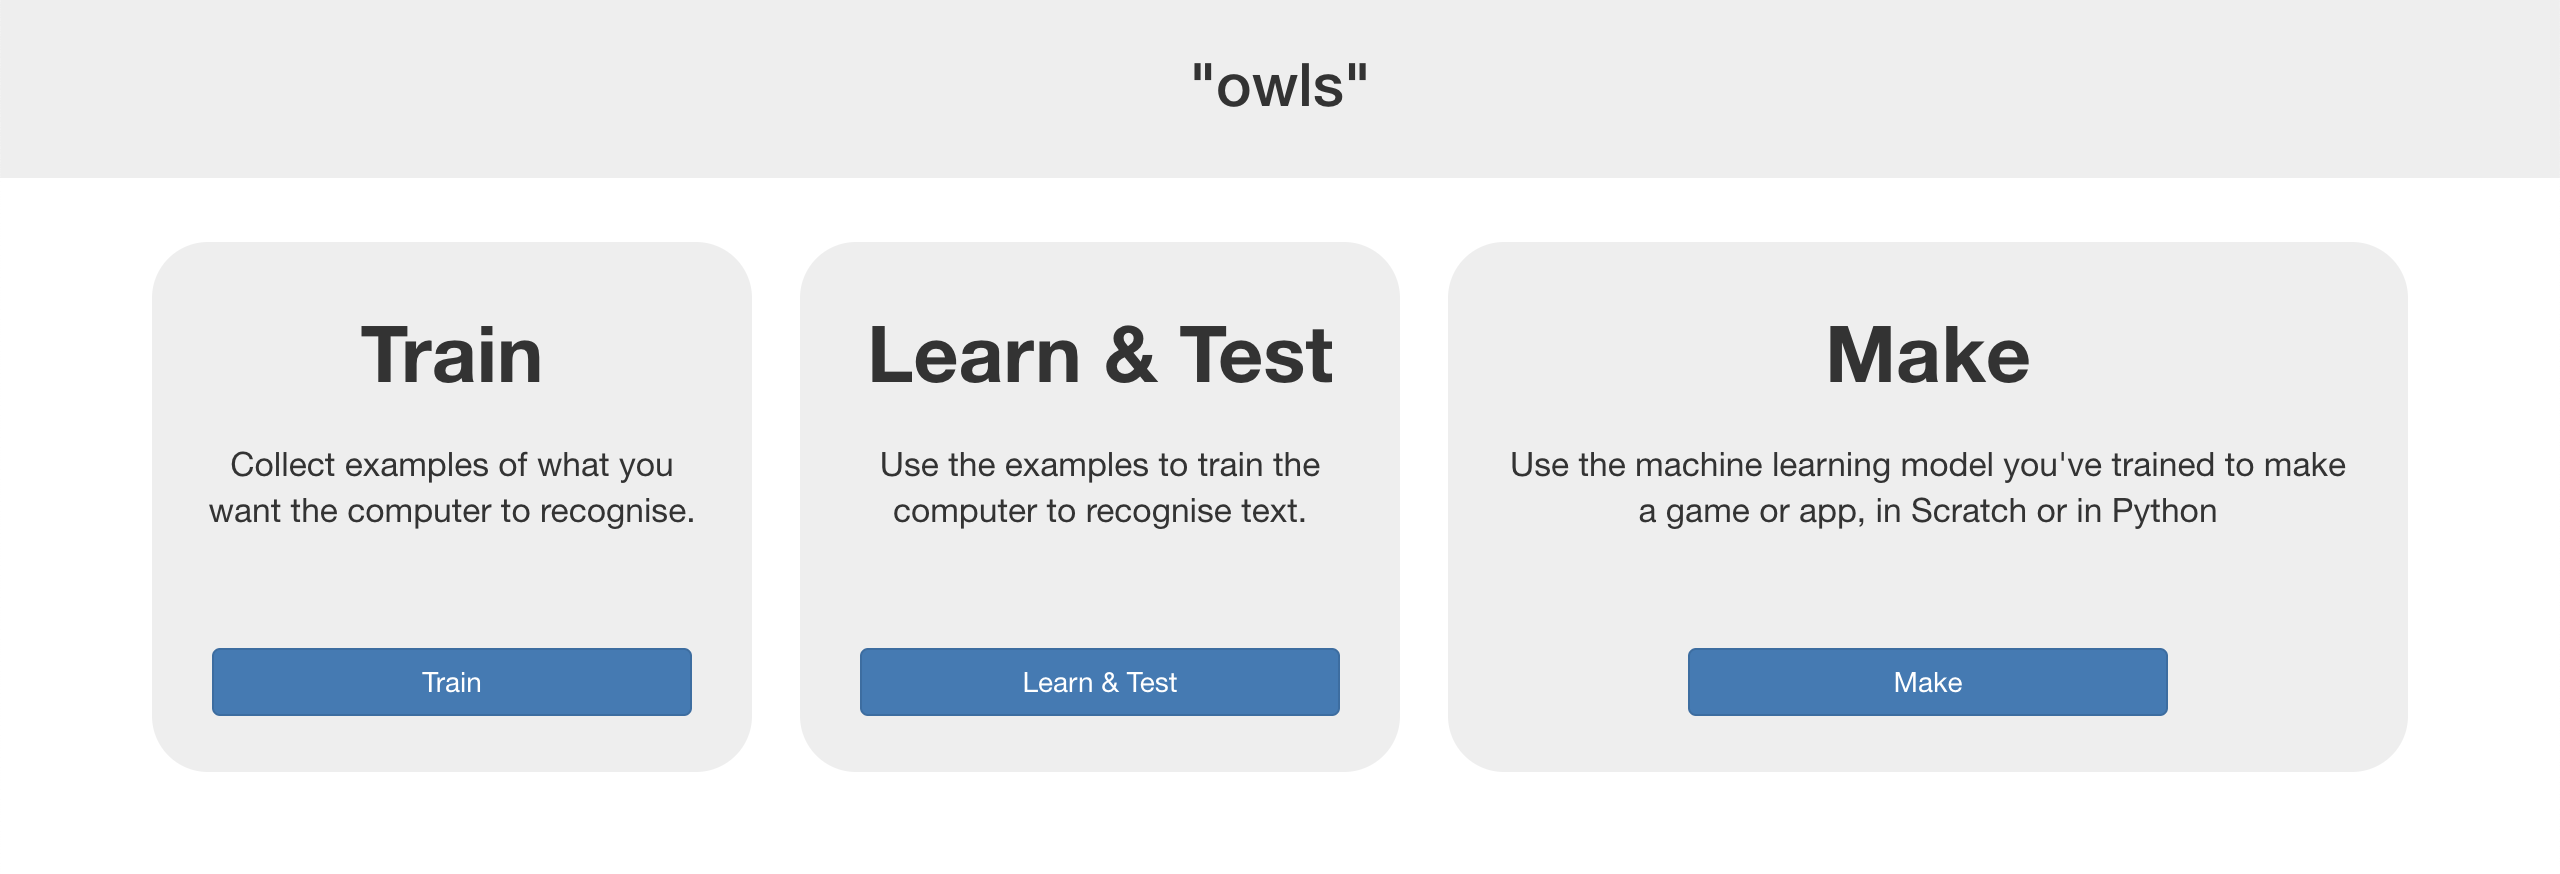 "owls"
Train
Collect examples of what you
want the computer to recognise.
Train
Learn & Test
Use the examples to train the
computer to recognise text.
Learn & Test
Make
Use the machine learning model you've trained to make
a game or app, in Scratch or in Python
Make